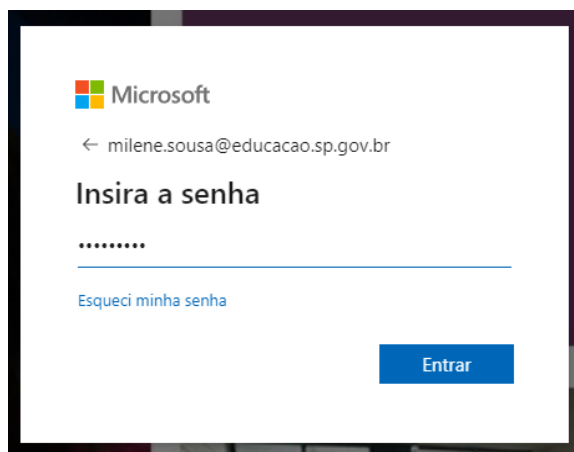 Microsoft
← milene.sousa@educacao.sp.gov.br
Insira a senha
•••••••••
Esqueci minha senha
Entrar